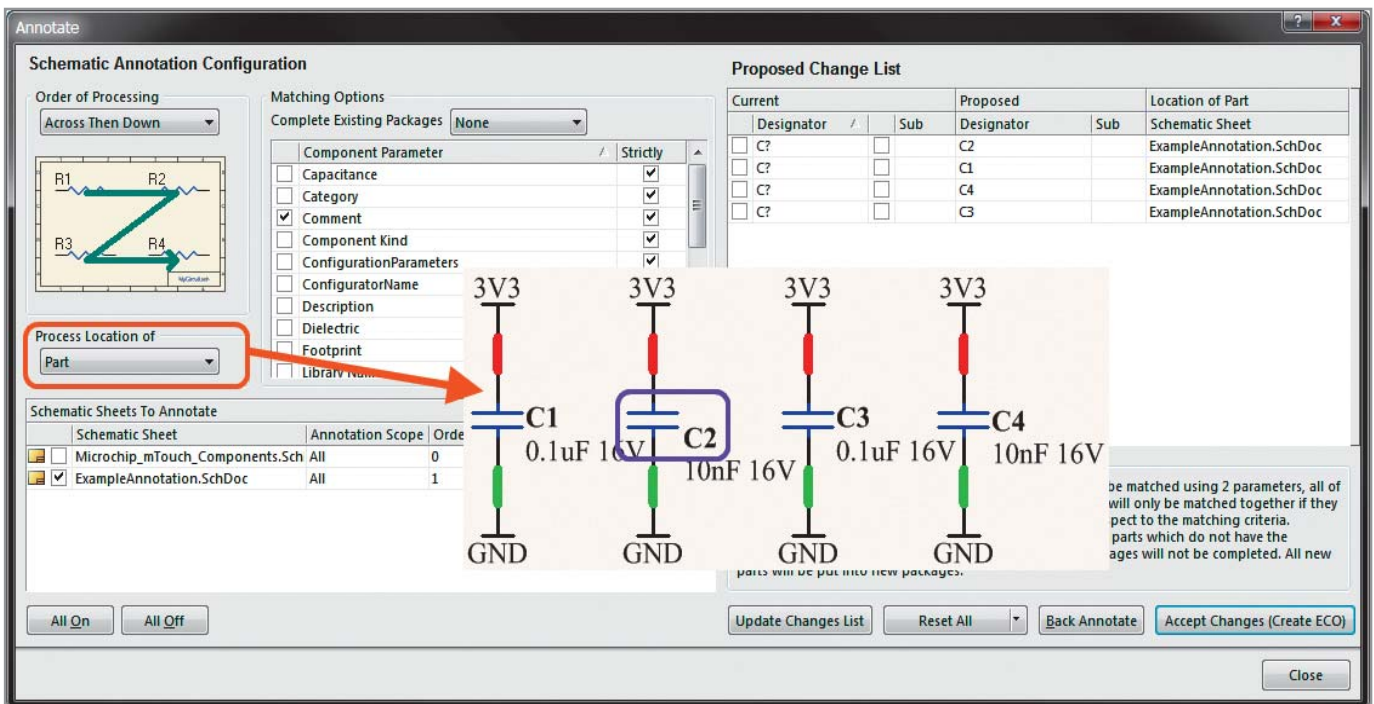 Annotate
Schematic Annotation Configuration
Order of Processing
Across Then Down
R1 R2
R3 R4
Process Location of
Part
Matching Options
Complete Existing Packages None
Component Parameter Strictly
Capacitance
Category
Comment
Component Kind
ConfigurationParameters
ConfiguratorName
Description
Dielectric
Footprint
Library
Schematic Sheets To Annotate
Schematic Sheet Annotation Scope Orde
Microchip_mTouch_Components.Sch All 0
ExampleAnnotation.SchDoc All 1
All On All Off
3V3 3V3 3V3 3V3
C1 C2 C3 C4
0.1uF 16V 10nF 16V 0.1uF 16V 10nF 16V
GND GND GND GND
Proposed Change List
Current Proposed Location of Part
Designator Sub Designator Sub Schematic Sheet
C? C2 ExampleAnnotation.SchDoc
C? C1 ExampleAnnotation.SchDoc
C? C4 ExampleAnnotation.SchDoc
C? C3 ExampleAnnotation.SchDoc
be matched using 2 parameters, all of
will only be matched together if they
spect to the matching criteria.
parts which do not have the
ages will not be completed. All new
parts will be put into new packages.
Update Changes List Reset All Back Annotate Accept Changes (Create ECO)
Close